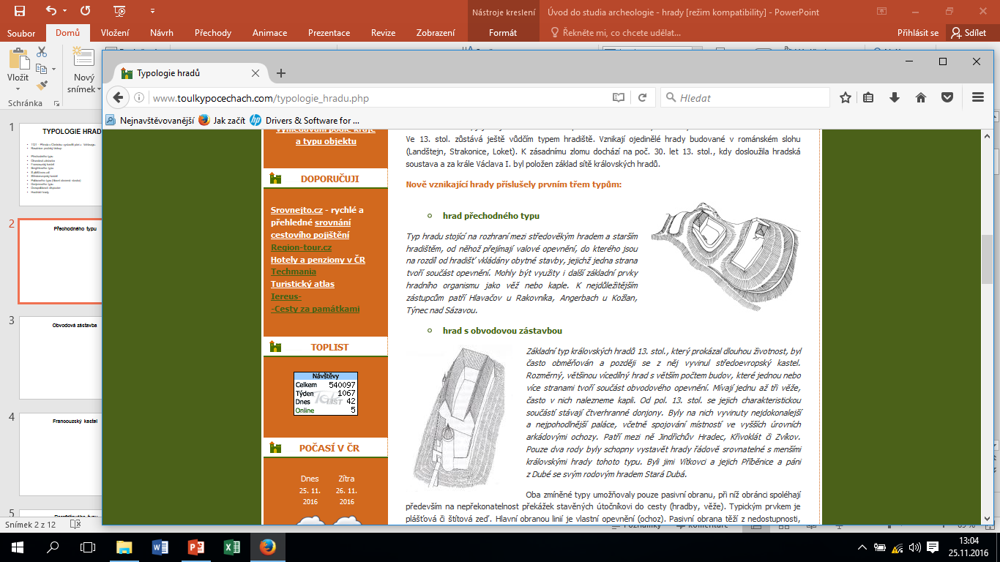 Nástroje kreslení
Úvod do studia archeologie - hrady [režim kompatibility] - PowerPoint
Soubor
Domů
Vložení
Návrh
Přechody
Animace
Prezentace
Revize
Zobrazení
Formát
Řekněte mi, co chcete udělat...
Přihlásit se
Sdílet
Vložit
Nový
snímek
Schránka
Typologie hradů
www.toulkypocechach.com/typologie_hradu.php
Hledat
Nejnavštěvovanější
Jak začít
Drivers & Software for ...
1
TYPOLOGIE HRAD
2
Přechodného typu
3
Obvodová zástavba
4
Francouzský kastel
5
a typu objektu
DOPORUČUJI
Srovnejto.cz - rychlé a
přehledné srovnání
cestovího pojištění
Region-tour.cz
Hotely a penziony v ČR
Techmania
Turistický atlas
Iereus-
-Cesty za památkami
TOPLIST
Návštěvy
Celkem 540097
Týden 1067
Dnes 42
Online 5
POČASÍ V ČR
Dnes Zítra
25. 11. 26. 11.
2016 2016
Ve 13. stol. zůstává ještě vůdčím typem hradiště. Vznikají ojedinělé hrady budované v románském slohu
(Landštejn, Strakonice, Loket). K zásadnímu zlomu dochází na poč. 30. let 13. stol., kdy dosloužila hradská
soustava a za krále Václava I. byl položen základ sítě královských hradů.
Nově vznikající hrady příslušely prvním třem typům:
hrad přechodného typu
Typ hradu stojící na rozhraní mezi středověkým hradem a starším
hradištěm, od něhož přejímají valové opevnění, do kterého jsou
na rozdíl od hradišť vkládány obytné stavby, jejichž jedna strana
tvoří součást opevnění. Mohly být využity i další základní prvky
hradního organismu jako věž nebo kaple. K nejdůležitějším
zástupcům patří Hlavačov u Rakovníka, Angerbach u Kožlan,
Týnec nad Sázavou.
hrad s obvodovou zástavbou
Základní typ královských hradů 13. stol., který prokázal dlouhou životnost, byl
často obměňován a později se z něj vyvinul středoevropský kastel.
Rozměrný, většinou vícedílný hrad s větším počtem budov, které jednou nebo
více stranami tvoří součást obvodového opevnění. Mívají jednu až tři věže,
často v nich nalezneme kapli. Od pol. 13. stol. se jejich charakteristickou
součástí stávají čtverhranné donjony. Byly na nich vyvinuty nejdokonalejší
a nejpohodlnější paláce, včetně spojování místností ve vyšších úrovních
arkádovými ochozy. Patří mezi ně Jindřichův Hradec, Křivoklát či Zvíkov.
Pouze dva rody byly schopny vystavět hrady řádově srovnatelné s menšími
královskými hrady tohoto typu. Byli jimi Vítkovci a jejich Příběnice a páni
z Dubé se svým rodovým hradem Stará Dubá.
Oba zmíněné typy umožňovaly pouze pasivní obranu, při níž obránci spoléhají
především na nepřekonatelnost překážek stavěných útočníkovi do cesty (hradby, věže). Typickým prvkem je
plášťová či štítová zeď. Hlavní obranou linií je vlastní opevnění (ochoz). Pasivní obrana těží z nedostupnosti,
Snímek 2 z 12
13:04
25.11.2016